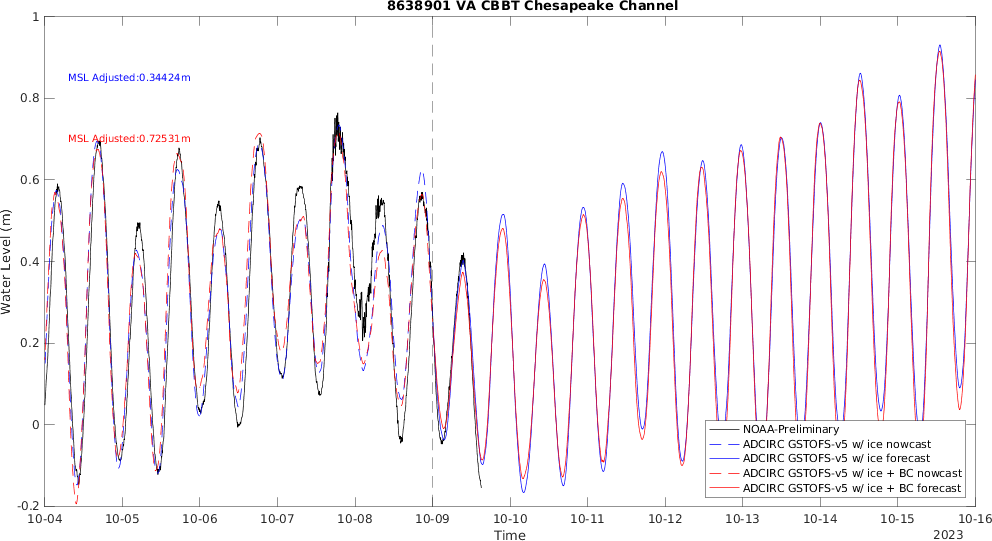 8638901 VA CBBT Chesapeake Channel
1
MSL Adjusted:0.34424m
0.8
MSL Adjusted:0.72531m
0.6
Water Level (m)
0.4
0.2
0
-0.2
NOAA-Preliminary
ADCIRC GSTOFS-v5 w/ ice nowcast
ADCIRC GSTOFS-v5 w/ ice forecast
ADCIRC GSTOFS-v5 w/ ice + BC nowcast
ADCIRC GSTOFS-v5 w/ ice + BC forecast
10-04 10-05 10-06 10-07 10-08 10-09 10-10 10-11 10-12 10-13 10-14 10-15 10-16
Time
2023